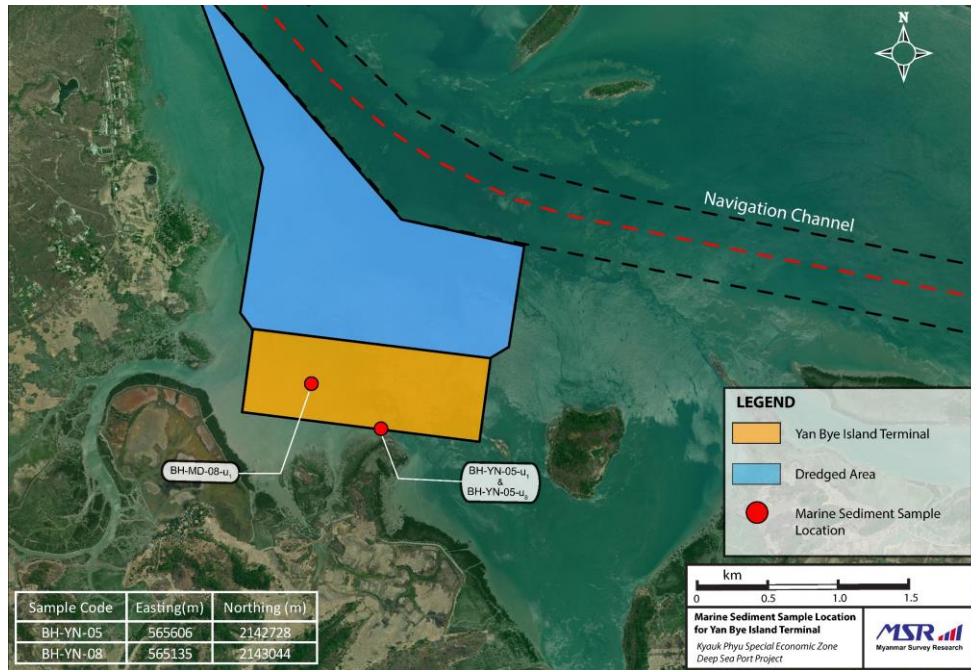 N
Navigation Channel
BH-MD-08-u₁
BH-YN-05-u₁
&
BH-YN-05-u₈
LEGEND
Yan Bye Island Terminal
Dredged Area
Marine Sediment Sample
Location
km
0 0.5 1.0 1.5
Sample Code Easting(m) Northing (m)
BH-YN-05 565606 2142728
BH-YN-08 565135 2143044
Marine Sediment Sample Location
for Yan Bye Island Terminal
Kyauk Phyu Special Economic Zone
Deep Sea Port Project
MSR
Myanmar Survey Research